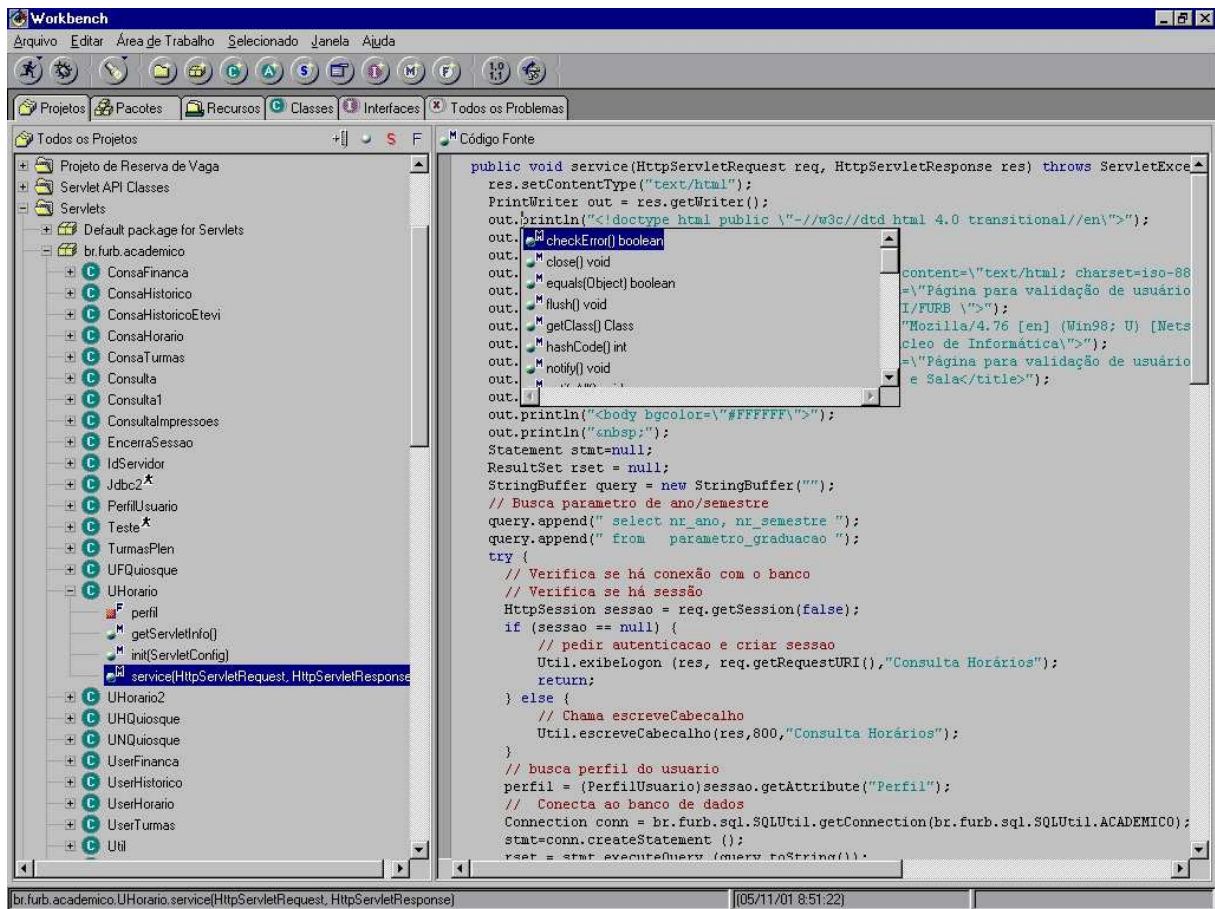 Workbench
Arquivo Editar Área de Trabalho Selecionado Janela Ajuda
Projetos Pacotes Recursos Classes Interfaces Todos os Problemas
Todos os Projetos S F
Projeto de Reserva de Vaga
Servlet API Classes
Servlets
Default package for Servlets
br.furb.academico
ConsaFinanca
ConsaHistorico
ConsaHistoricoEtevi
ConsaHorario
ConsaTurmas
Consulta
Consulta1
ConsultaImpressoes
EncerraSessao
IdServidor
Jdbc2
PerfilUsuario
Teste
TurmasPlen
UFQuiosque
UHorario
perfil
getServletInfo()
init(ServletConfig)
service(HttpServletRequest, HttpServletResponse
UHorario2
UHQuiosque
UNQuiosque
UserFinanca
UserHistorico
UserHorario
UserTurmas
Util
Código Fonte
public void service(HttpServletRequest req, HttpServletResponse res) throws ServletExce
res.setContentType("text/html");
PrintWriter out = res.getWriter();
out.println("<!doctype html public \"-//w3c//dtd html 4.0 transitional//en\">");
out.
out.
out. content=\"text/html; charset=iso-88
out. =\"Página para validação de usuário
out. I/FURB \">");
out. "Mozilla/4.76 [en] (Win98; U) [Nets
out. cleo de Informática\">");
out. =\"Página para validação de usuário
out. e Sala</title>");
out.
checkError() boolean
close() void
equals(Object) boolean
flush() void
getClass() Class
hashCode() int
notify() void
out.println("<body bgcolor=\"#FFFFFF\">");
out.println("&nbsp;");
Statement stmt=null;
ResultSet rset = null;
StringBuffer query = new StringBuffer("");
// Busca parametro de ano/semestre
query.append(" select nr_ano, nr_semestre ");
query.append(" from   parametro_graduacao ");
try {
// Verifica se há conexão com o banco
// Verifica se há sessão
HttpSession sessao = req.getSession(false);
if (sessao == null) {
// pedir autenticacao e criar sessao
Util.exibeLogon (res, req.getRequestURI(),"Consulta Horários");
return;
} else {
// Chama escreveCabecalho
Util.escreveCabecalho(res,800,"Consulta Horários");
}
// busca perfil do usuario
perfil = (PerfilUsuario)sessao.getAttribute("Perfil");
//  Conecta ao banco de dados
Connection conn = br.furb.sql.SQLUtil.getConnection(br.furb.sql.SQLUtil.ACADEMICO);
stmt=conn.createStatement ();
rset = stmt.executeQuery (query.toString());
br.furb.academico.UHorario.service(HttpServletRequest, HttpServletResponse) (05/11/01 8:51:22)